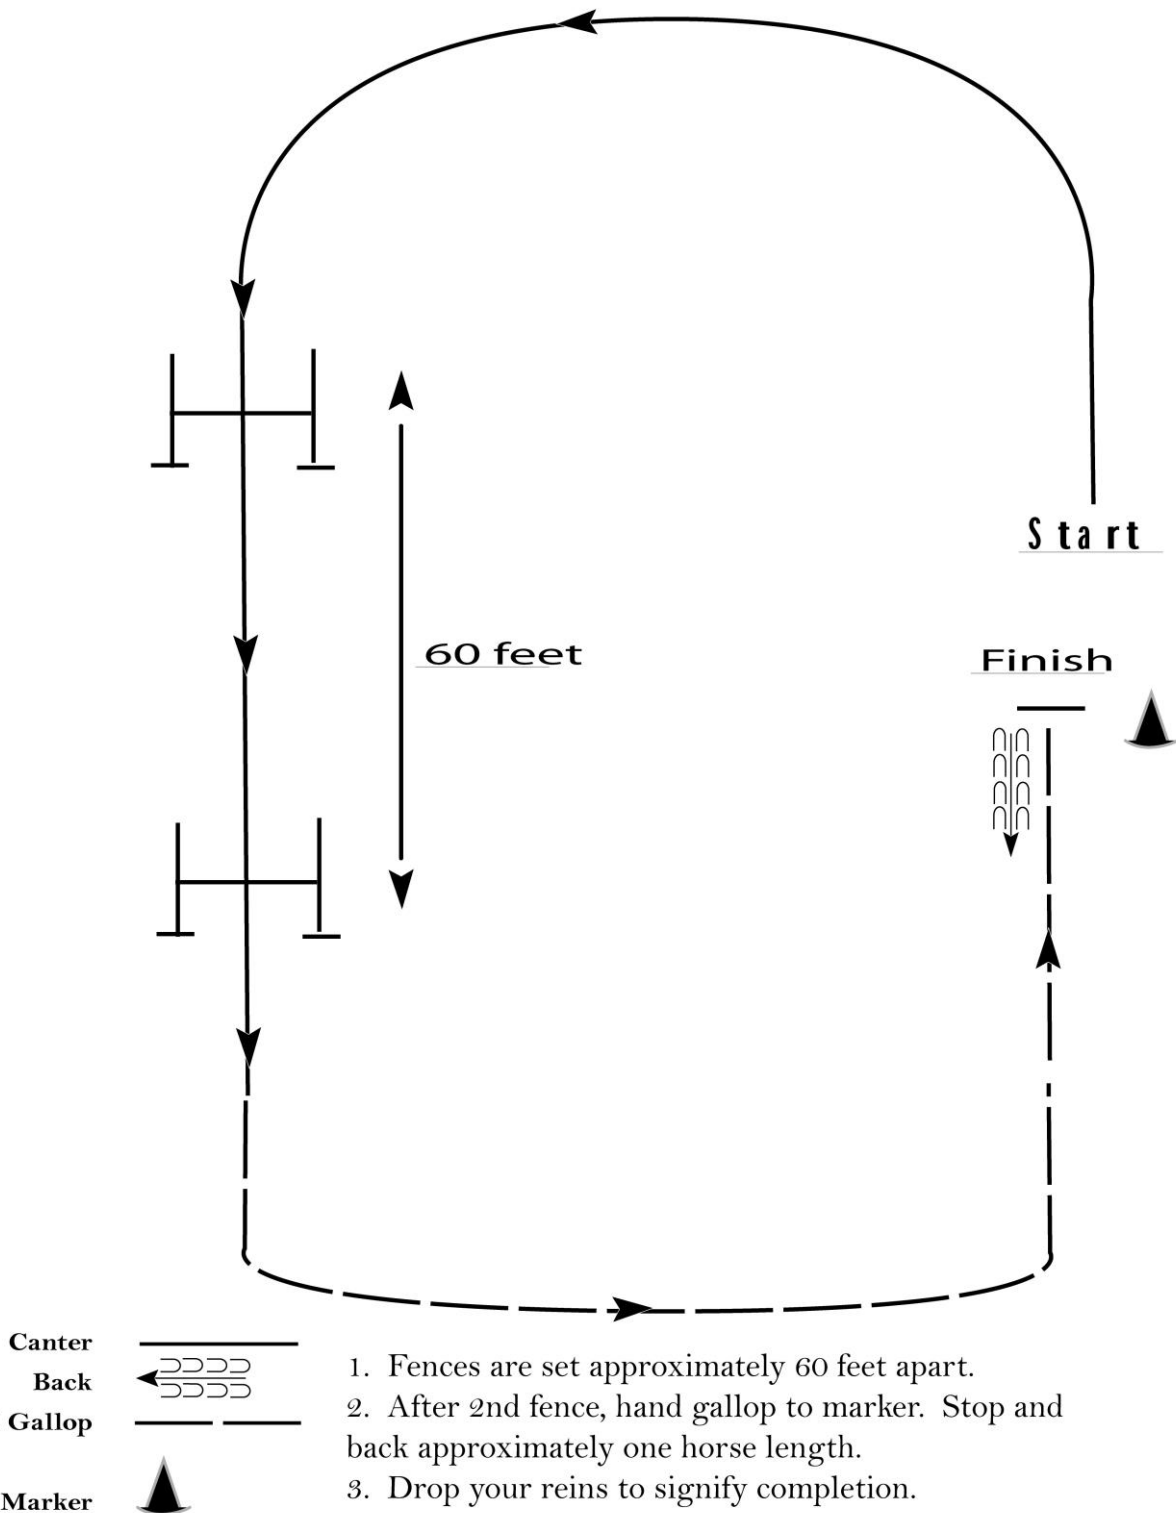 Start
60 feet
Finish
Canter
Back
Gallop
Marker
1.  Fences are set approximately 60 feet apart.
2.  After 2nd fence, hand gallop to marker.  Stop and
back approximately one horse length.
3.  Drop your reins to signify completion.